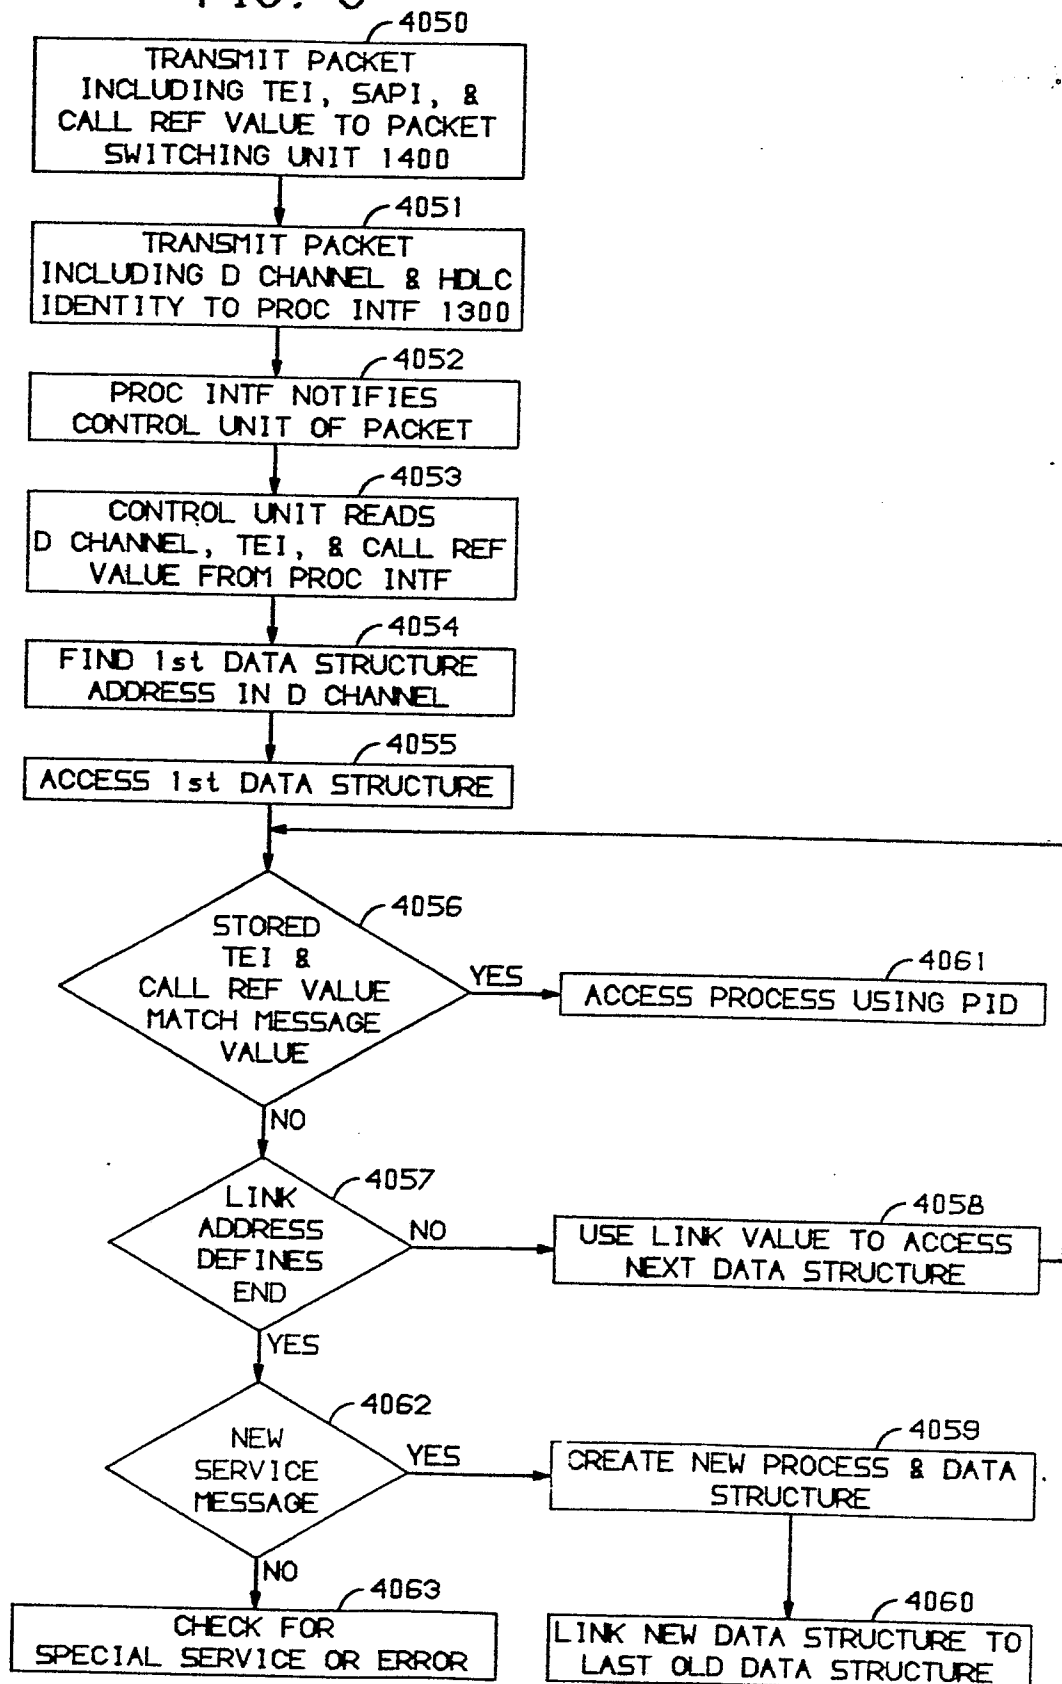 4050
TRANSMIT PACKET
INCLUDING TEI, SAPI, &
CALL REF VALUE TO PACKET
SWITCHING UNIT 1400
4051
TRANSMIT PACKET
INCLUDING D CHANNEL & HDLC
IDENTITY TO PROC INTF 1300
4052
PROC INTF NOTIFIES
CONTROL UNIT OF PACKET
4053
CONTROL UNIT READS
D CHANNEL, TEI, & CALL REF
VALUE FROM PROC INTF
4054
FIND 1st DATA STRUCTURE
ADDRESS IN D CHANNEL
4055
ACCESS 1st DATA STRUCTURE
4056
STORED
TEI &
CALL REF VALUE
MATCH MESSAGE
VALUE
YES
4061
ACCESS PROCESS USING PID
NO
4057
LINK
ADDRESS
DEFINES
END
NO
4058
USE LINK VALUE TO ACCESS
NEXT DATA STRUCTURE
YES
4062
NEW
SERVICE
MESSAGE
YES
4059
CREATE NEW PROCESS & DATA
STRUCTURE
NO
4063
CHECK FOR
SPECIAL SERVICE OR ERROR
4060
LINK NEW DATA STRUCTURE TO
LAST OLD DATA STRUCTURE